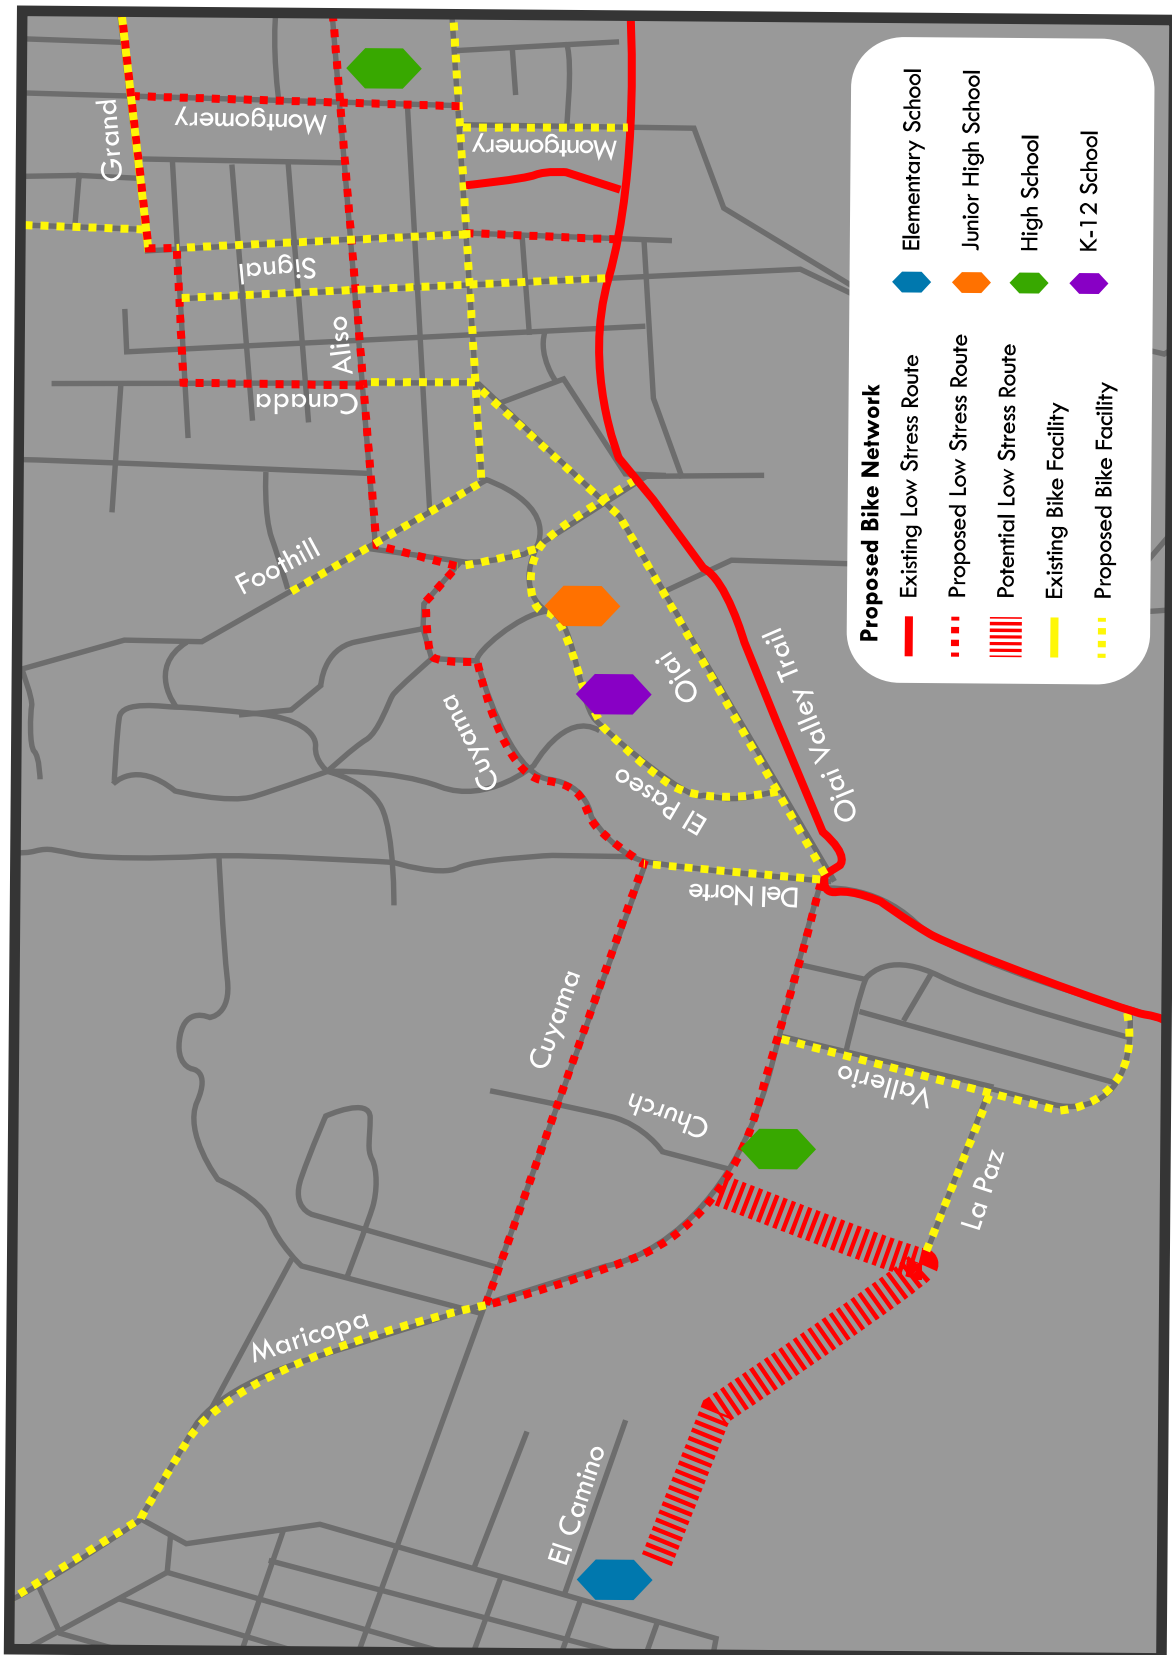 Grand
Montgomery
Montgomery
Signal
Aliso
Canada
Foothill
Cuyama
El Paseo
Ojai
Ojai Valley Trail
Del Norte
Cuyama
Church
Vallerio
La Paz
Maricopa
El Camino
Proposed Bike Network
Existing Low Stress Route
Proposed Low Stress Route
Potential Low Stress Route
Existing Bike Facility
Proposed Bike Facility
Elementary School
Junior High School
High School
K-12 School